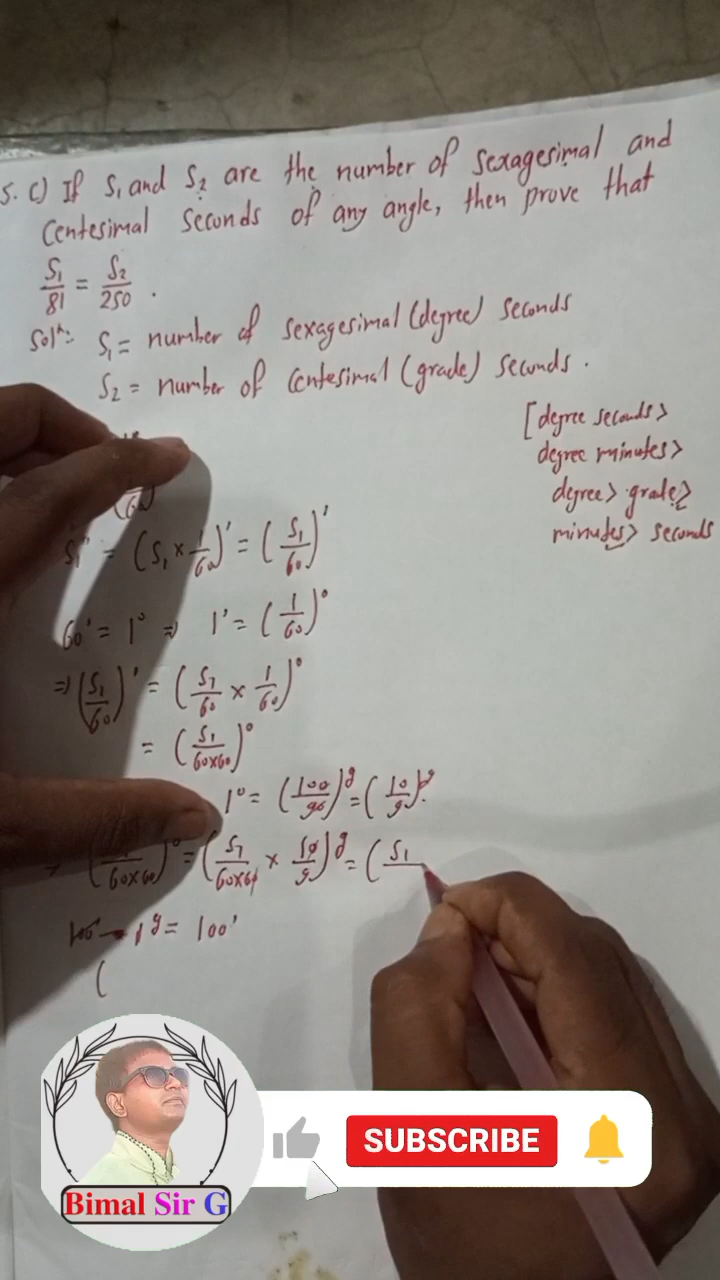 5. c) If S₁ and S₂ are the number of sexagesimal and
Centesimal seconds of any angle, then prove that
S₁/81 = S₂/250 .
Solⁿ: S₁ = number of sexagesimal (degree) seconds
S₂ = number of Centesimal (grade) seconds .
[degree seconds>
degree minutes>
degree> grade>
minutes> seconds
S₁'' = (S₁ × 1/60)' = (S₁/60)'
60' = 1° ⇒ 1' = (1/60)°
⇒ (S₁/60)' = (S₁/60 × 1/60)°
= (S₁/60×60)°
1° = (100/90)ᵍ = (10/9)ᵍ.
/60×60)° = (S₁/60×60 × 10/9)ᵍ = (S₁
1ᵍ = 100'
(
SUBSCRIBE
Bimal Sir G